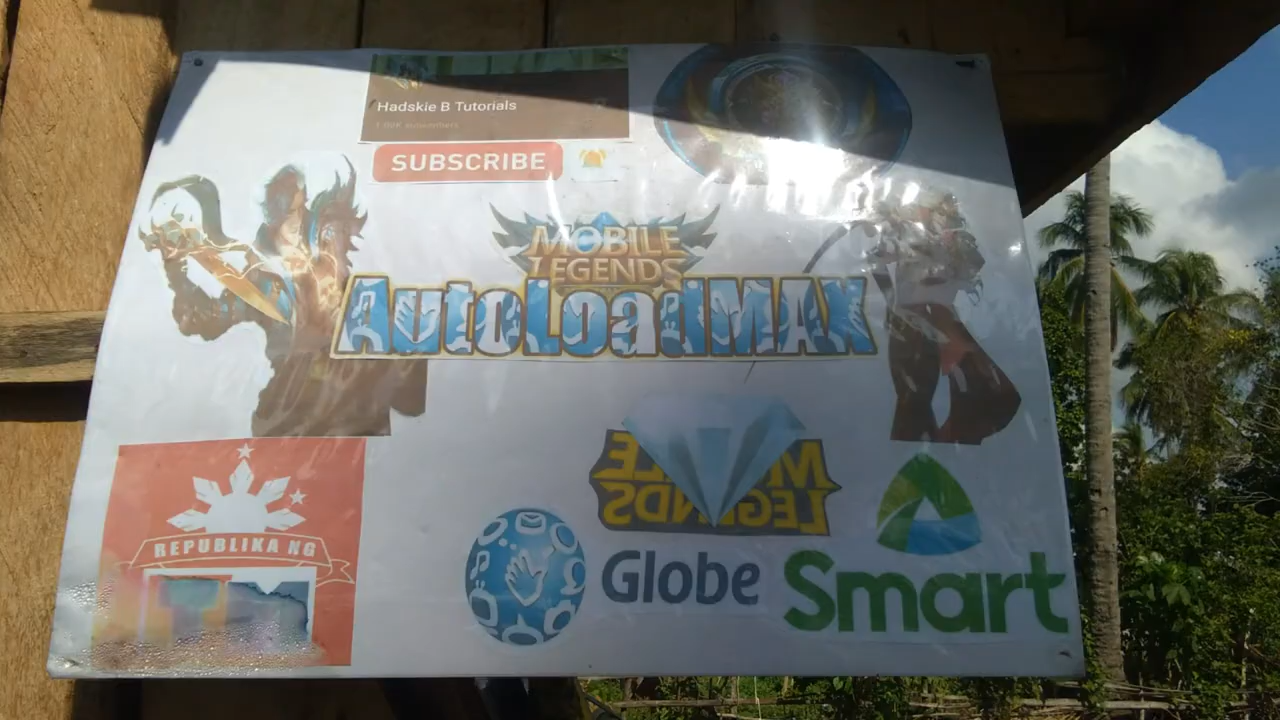 Hadskie B Tutorials
SUBSCRIBE
MOBILE
LEGENDS
AutoLoadMAX
MOBILE
LEGENDS
REPUBLIKA NG
Globe
Smart